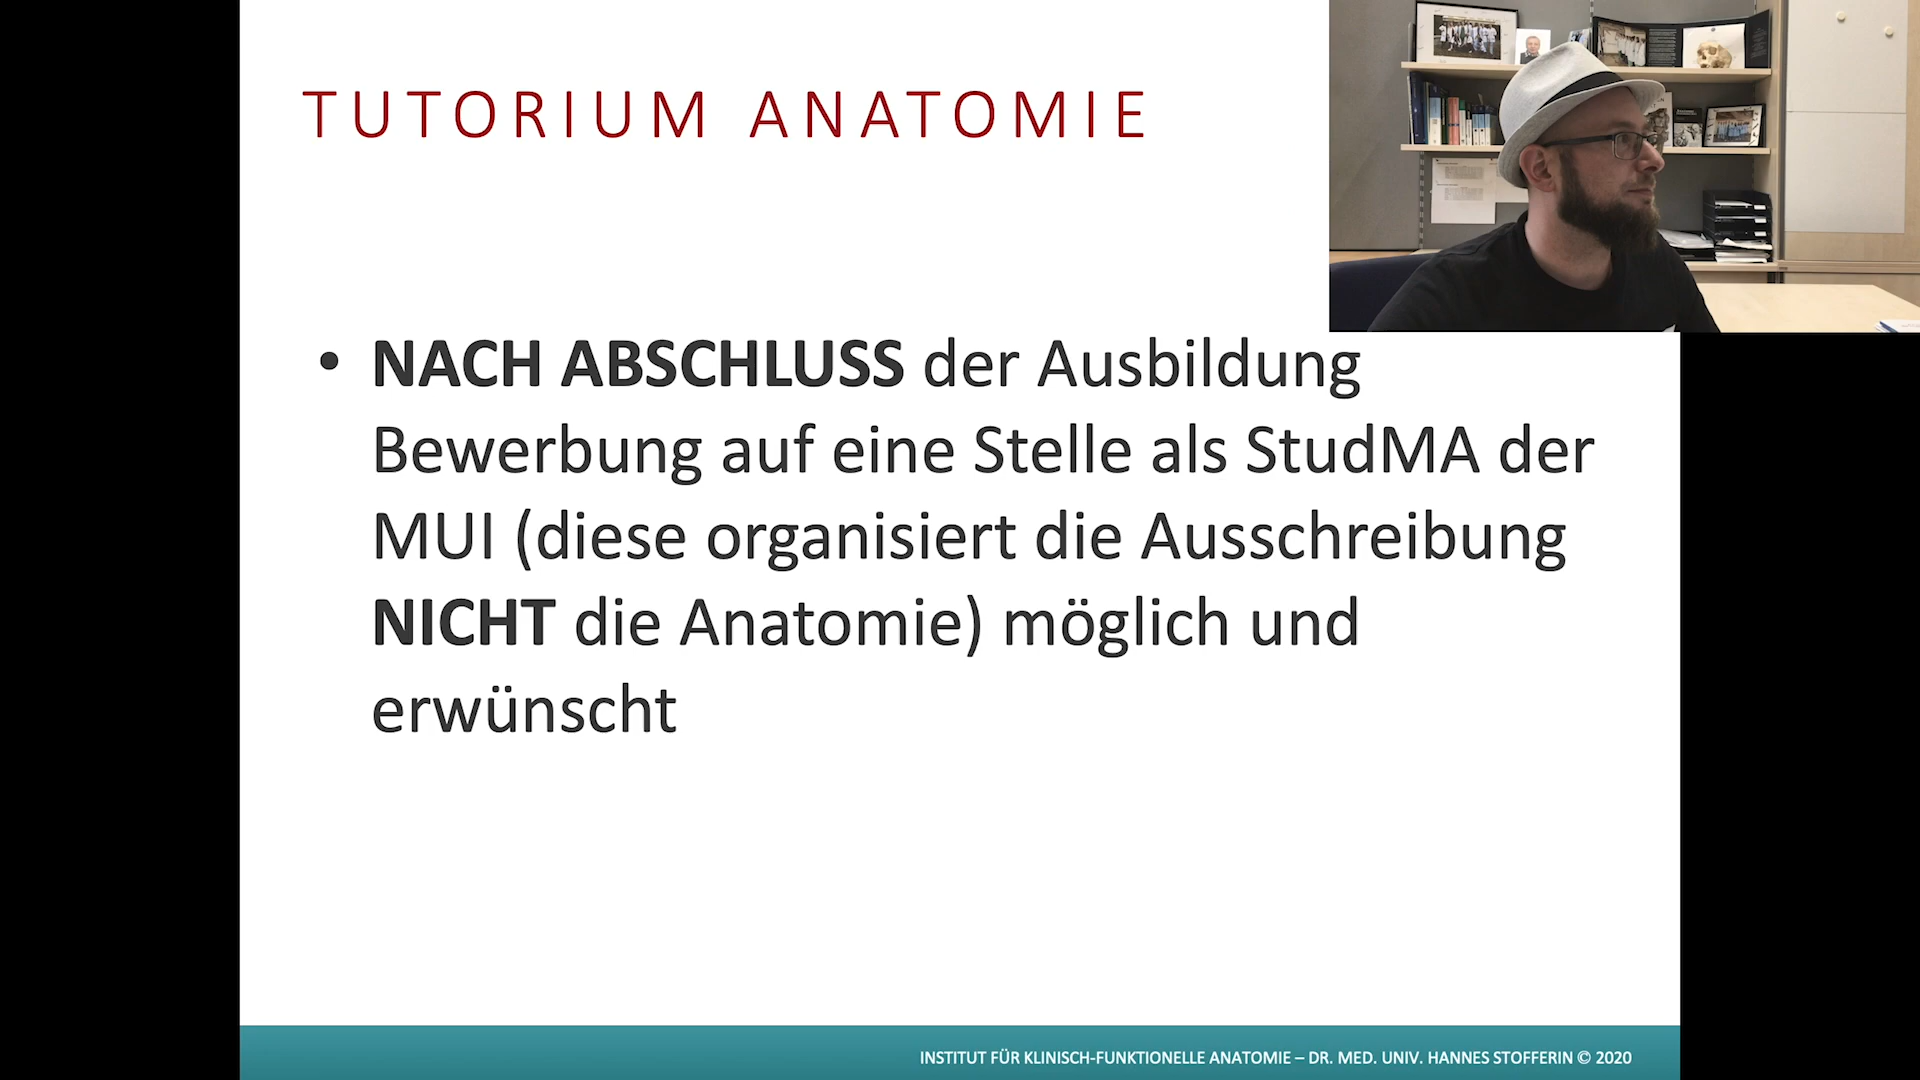 TUTORIUM ANATOMIE
• NACH ABSCHLUSS der Ausbildung
Bewerbung auf eine Stelle als StudMA der
MUI (diese organisiert die Ausschreibung
NICHT die Anatomie) möglich und
erwünscht
INSTITUT FÜR KLINISCH-FUNKTIONELLE ANATOMIE – DR. MED. UNIV. HANNES STOFFERIN © 2020